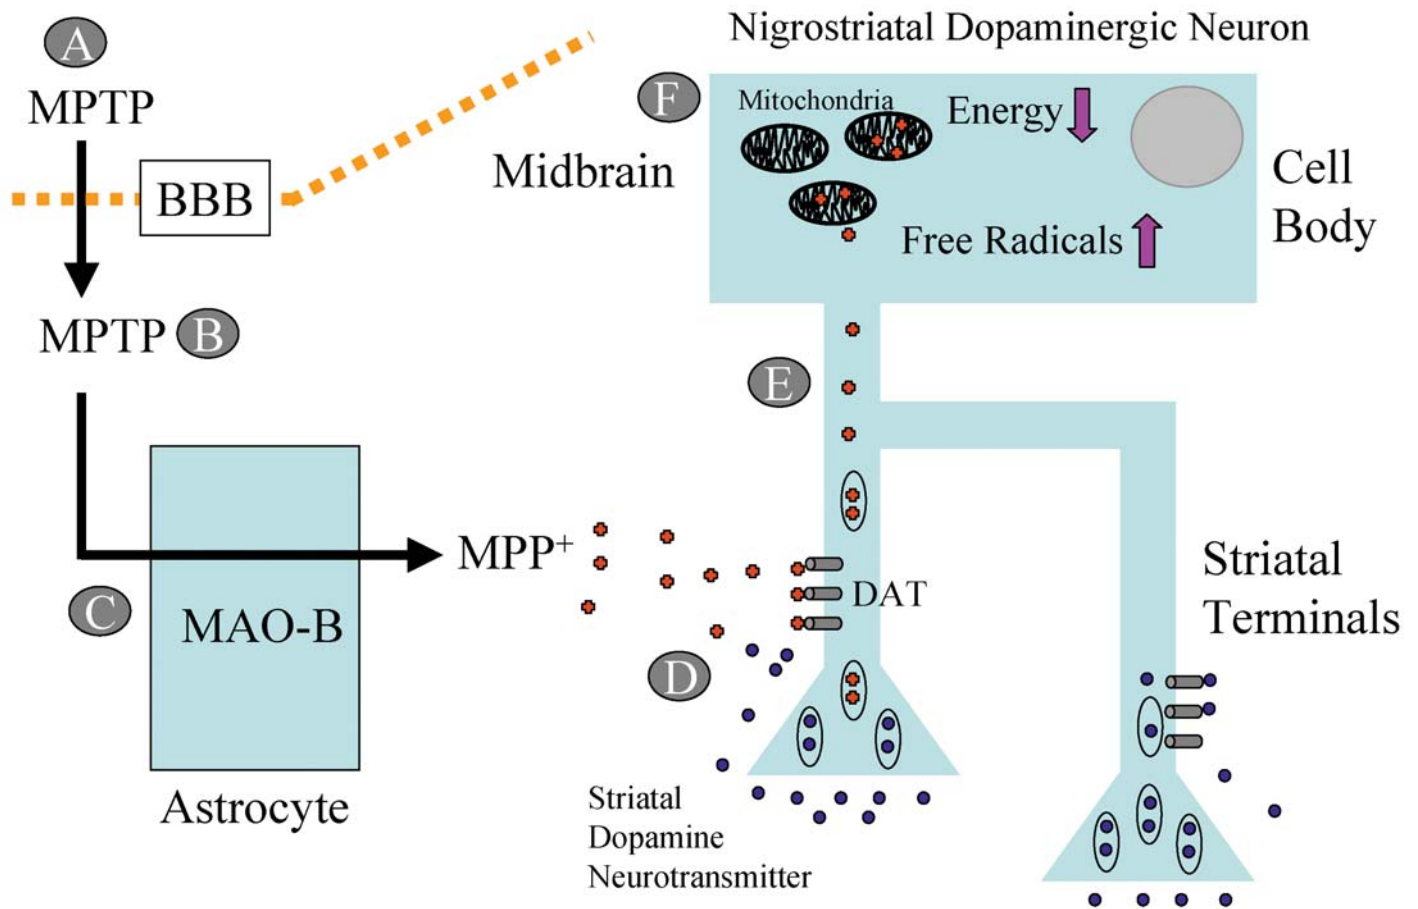 Nigrostriatal Dopaminergic Neuron
A
MPTP
BBB
MPTP
B
C
MAO-B
Astrocyte
MPP⁺
D
Striatal
Dopamine
Neurotransmitter
DAT
E
F
Midbrain
Mitochondria
Energy
Free Radicals
Cell
Body
Striatal
Terminals